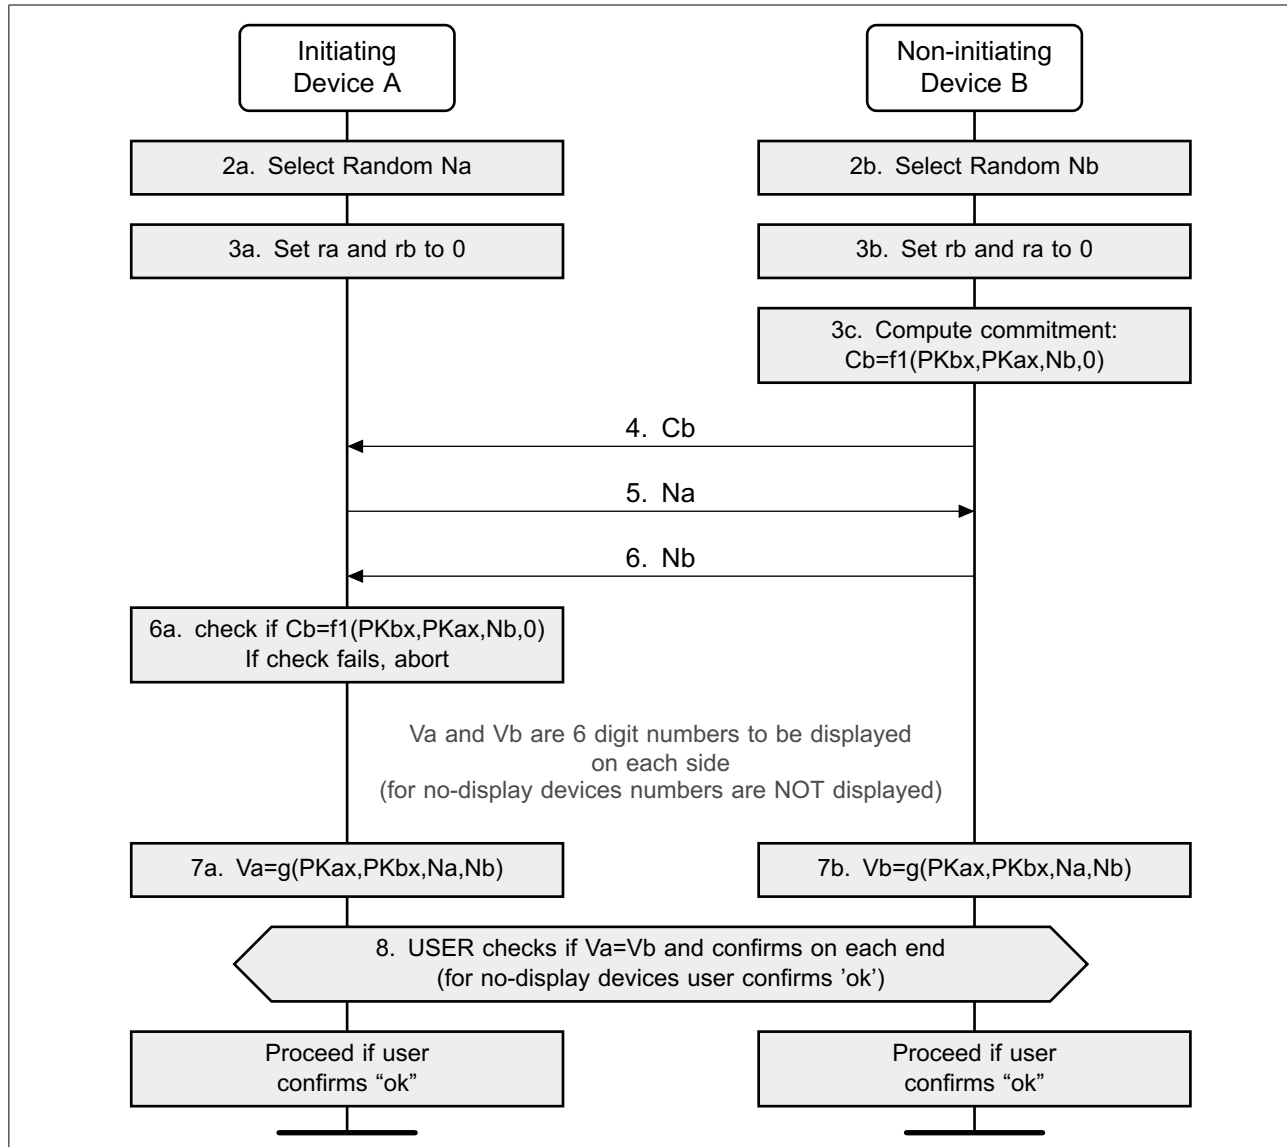 Initiating
Device A
Non-initiating
Device B
2a. Select Random Na
2b. Select Random Nb
3a. Set ra and rb to 0
3b. Set rb and ra to 0
3c. Compute commitment:
Cb=f1(PKbx,PKax,Nb,0)
4. Cb
5. Na
6. Nb
6a. check if Cb=f1(PKbx,PKax,Nb,0)
If check fails, abort
Va and Vb are 6 digit numbers to be displayed
on each side
(for no-display devices numbers are NOT displayed)
7a. Va=g(PKax,PKbx,Na,Nb)
7b. Vb=g(PKax,PKbx,Na,Nb)
8. USER checks if Va=Vb and confirms on each end
(for no-display devices user confirms 'ok')
Proceed if user
confirms “ok”
Proceed if user
confirms “ok”